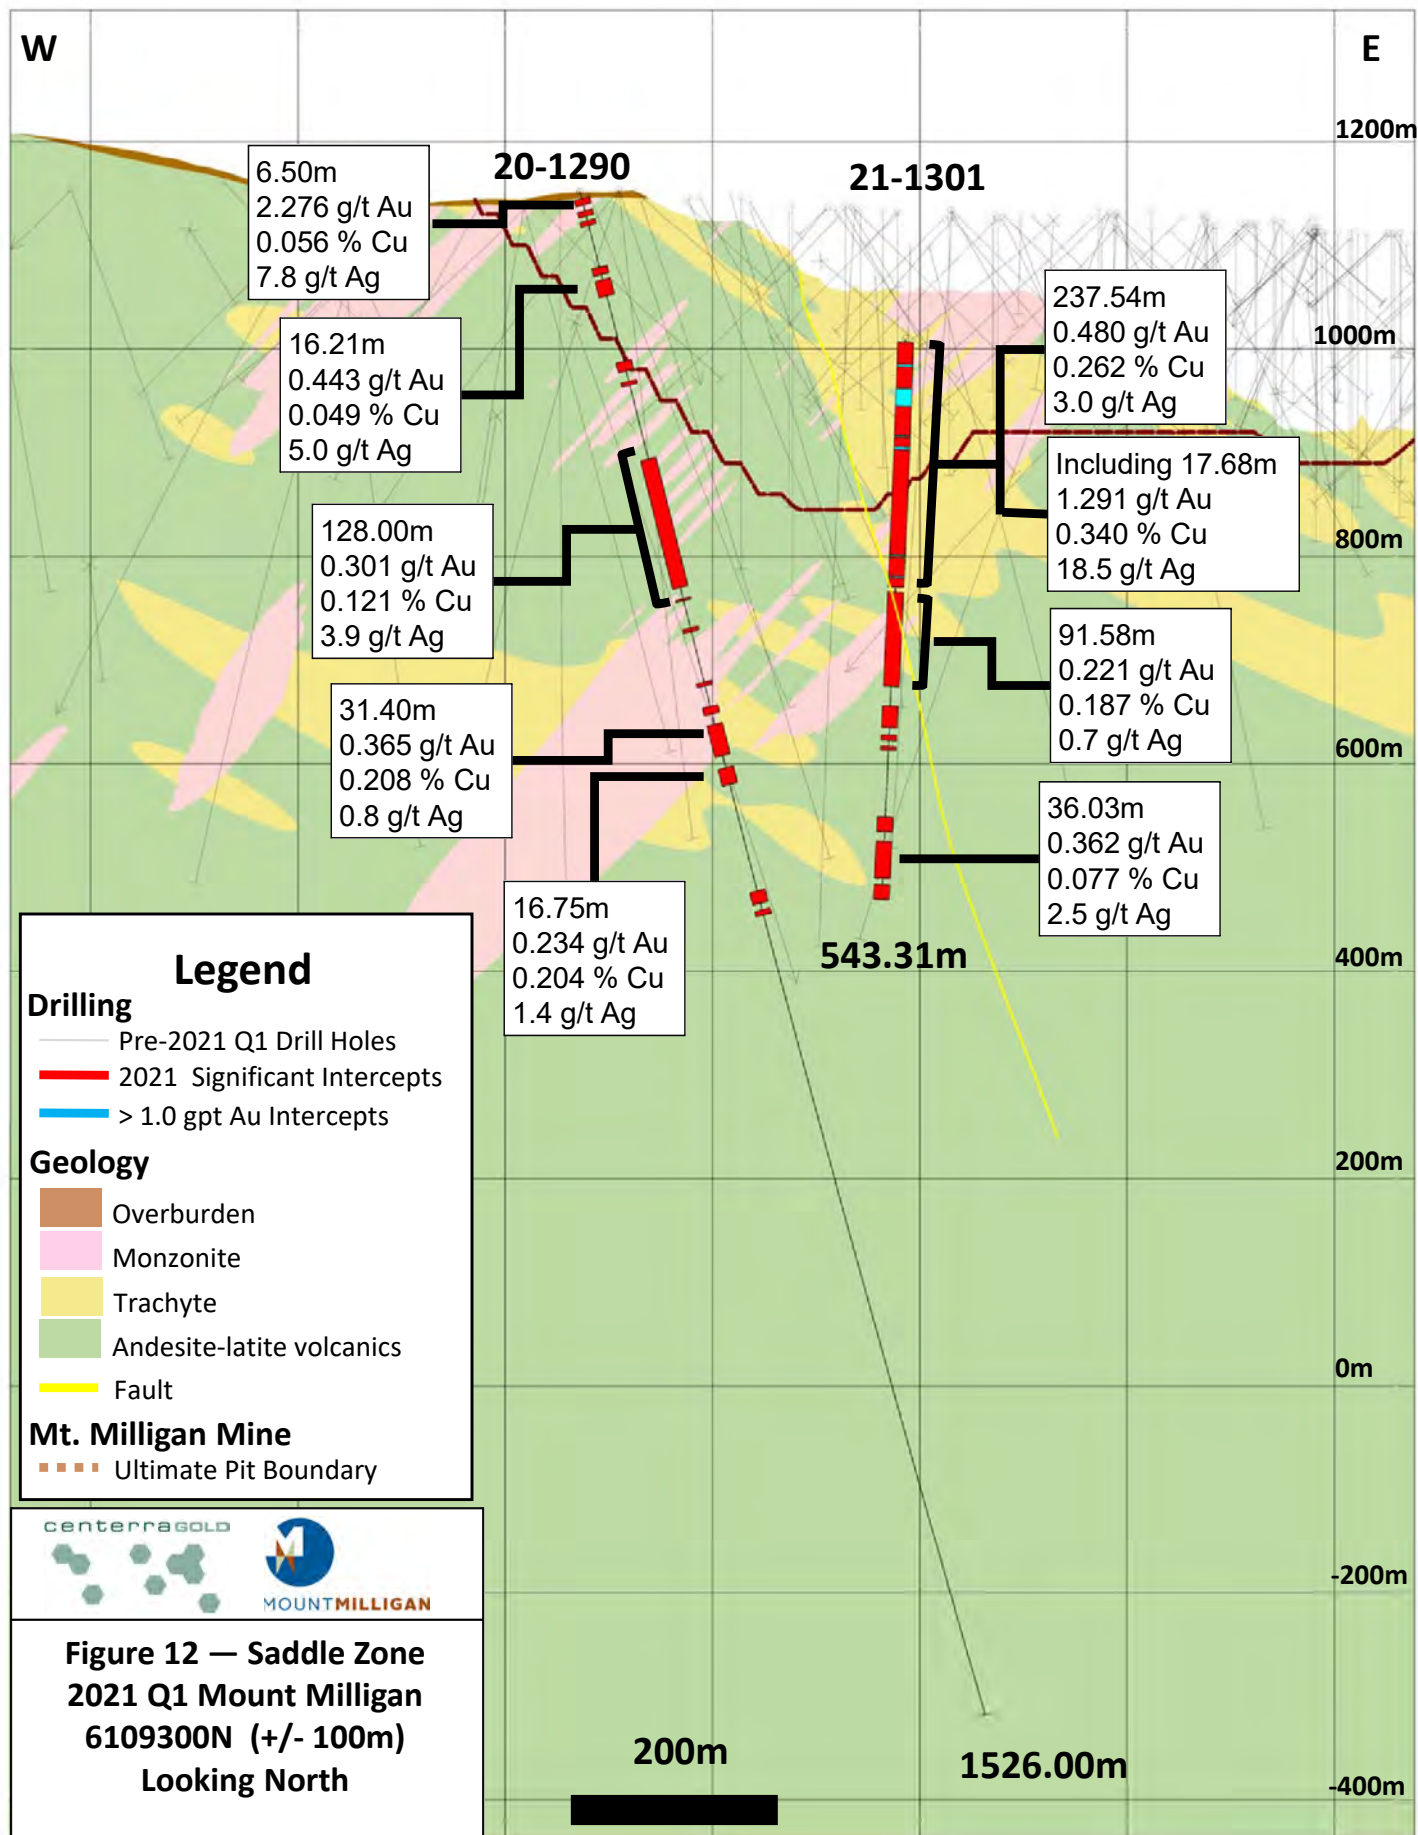 W
E
1200m
20-1290
21-1301
6.50m
2.276 g/t Au
0.056 % Cu
7.8 g/t Ag
16.21m
0.443 g/t Au
0.049 % Cu
5.0 g/t Ag
128.00m
0.301 g/t Au
0.121 % Cu
3.9 g/t Ag
31.40m
0.365 g/t Au
0.208 % Cu
0.8 g/t Ag
16.75m
0.234 g/t Au
0.204 % Cu
1.4 g/t Ag
237.54m
0.480 g/t Au
0.262 % Cu
3.0 g/t Ag
Including 17.68m
1.291 g/t Au
0.340 % Cu
18.5 g/t Ag
91.58m
0.221 g/t Au
0.187 % Cu
0.7 g/t Ag
36.03m
0.362 g/t Au
0.077 % Cu
2.5 g/t Ag
543.31m
1000m
800m
600m
400m
200m
0m
-200m
-400m
Legend
Drilling
Pre-2021 Q1 Drill Holes
2021 Significant Intercepts
> 1.0 gpt Au Intercepts
Geology
Overburden
Monzonite
Trachyte
Andesite-latite volcanics
Fault
Mt. Milligan Mine
Ultimate Pit Boundary
centerraGOLD
MOUNTMILLIGAN
Figure 12 — Saddle Zone
2021 Q1 Mount Milligan
6109300N (+/- 100m)
Looking North
200m
1526.00m